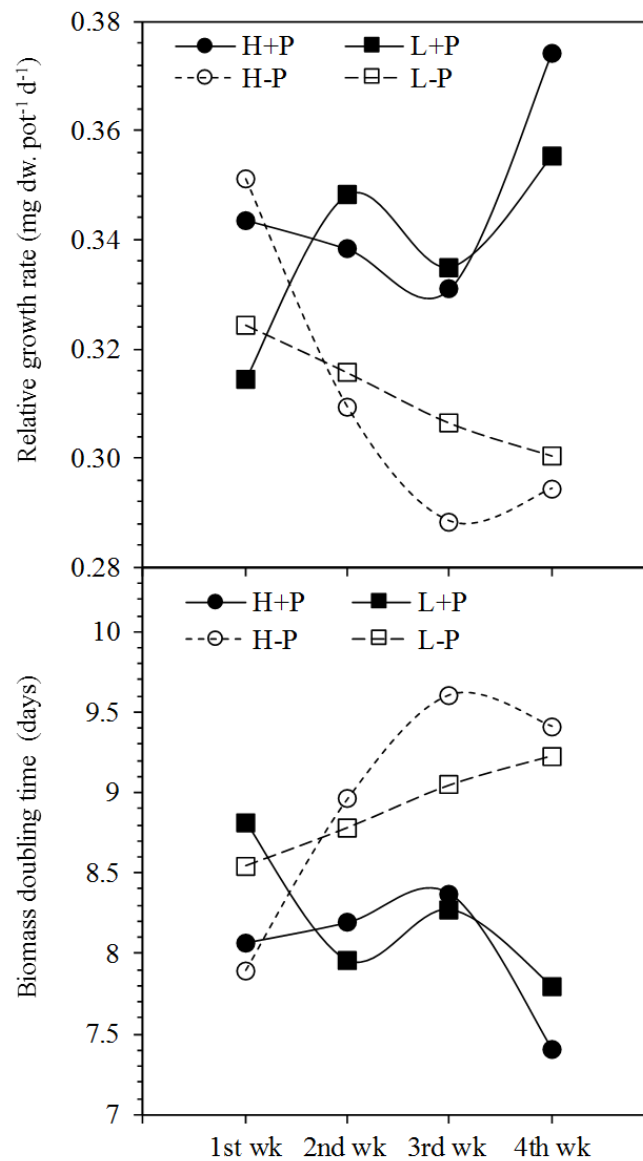 Relative growth rate (mg dw. pot⁻¹ d⁻¹)
0.38
0.36
0.34
0.32
0.30
0.28
H+P L+P
H-P L-P
Biomass doubling time (days)
10
9.5
9
8.5
8
7.5
7
H+P L+P
H-P L-P
1st wk 2nd wk 3rd wk 4th wk